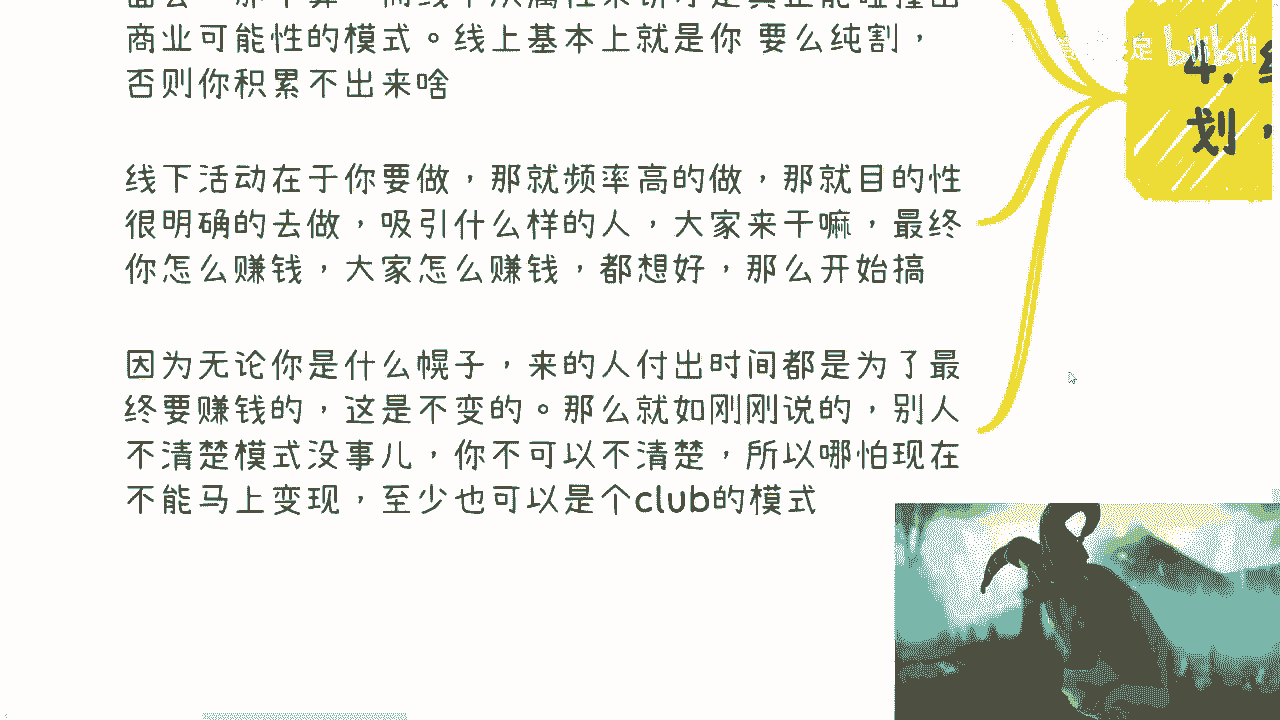 商业可能性的模式。线上基本上就是你 要么纯割，
否则你积累不出来啥
线下活动在于你要做，那就频率高的做，那就目的性
很明确的去做，吸引什么样的人，大家来干嘛，最终
你怎么赚钱，大家怎么赚钱，都想好，那么开始搞
因为无论你是什么幌子，来的人付出时间都是为了最
终要赚钱的，这是不变的。那么就如刚刚说的，别人
不清楚模式没事儿，你不可以不清楚，所以哪怕现在
不能马上变现，至少也可以是个club的模式
4.
划，
bilibili